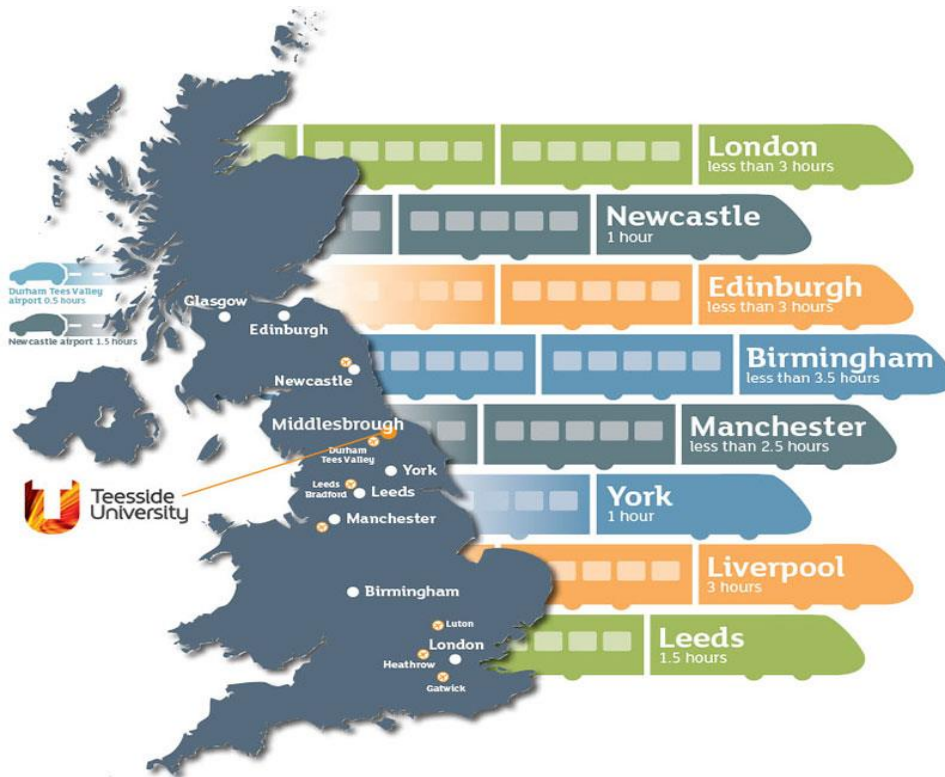 London
less than 3 hours
Newcastle
1 hour
Durham Tees Valley
airport 0.5 hours
Newcastle airport 1.5 hours
Edinburgh
less than 3 hours
Glasgow
Edinburgh
Birmingham
less than 3.5 hours
Newcastle
Manchester
less than 2.5 hours
Middlesbrough
Durham
Tees Valley
York
Leeds
Bradford
Leeds
Teesside
University
Manchester
York
1 hour
Liverpool
3 hours
Birmingham
Luton
London
Heathrow
Gatwick
Leeds
1.5 hours